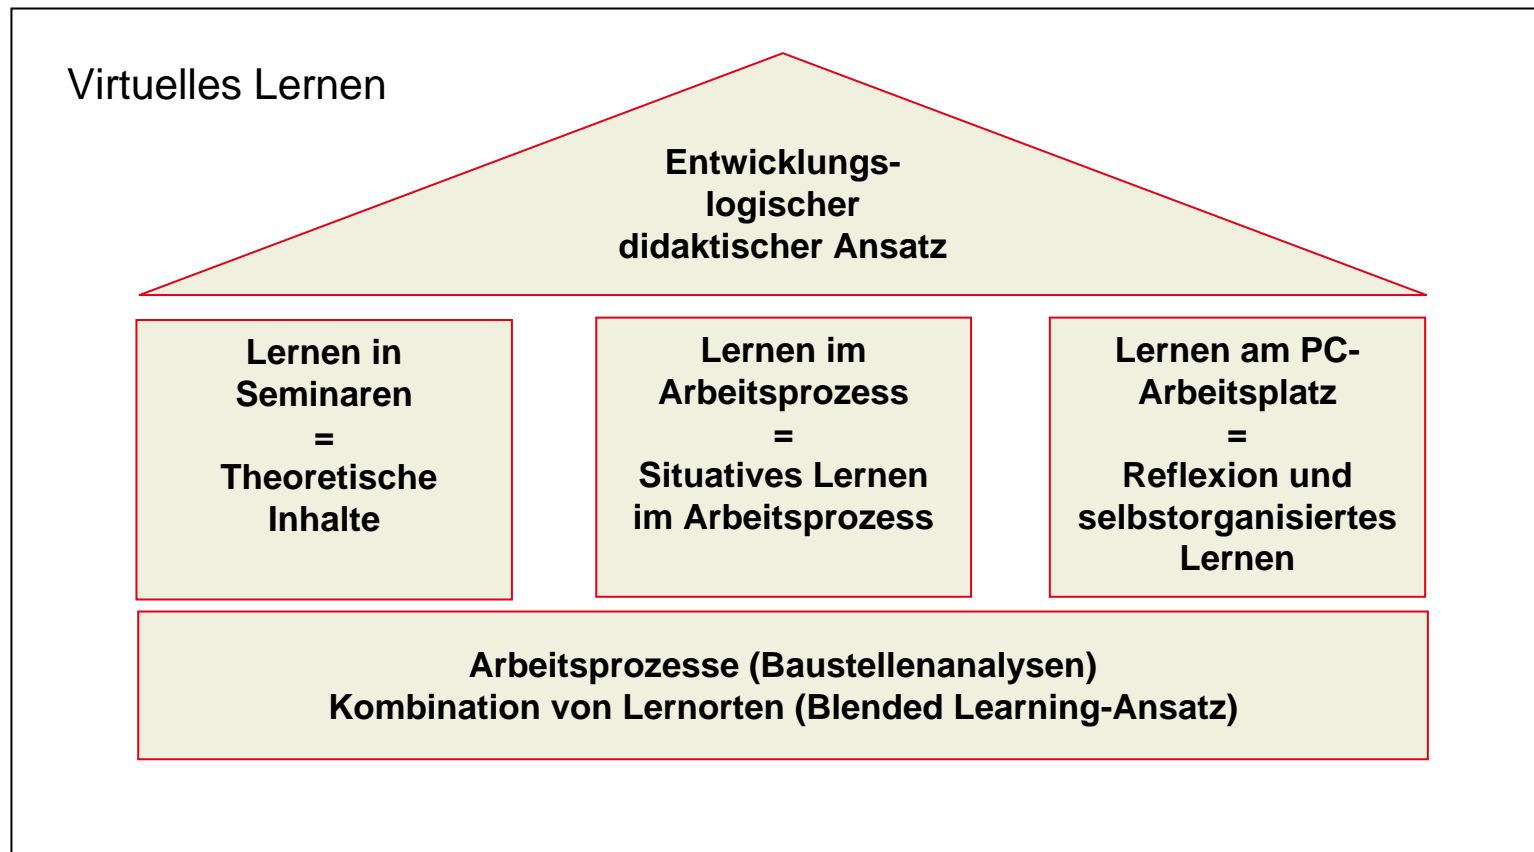 Virtuelles Lernen
Entwicklungs-
logischer
didaktischer Ansatz
Lernen in
Seminaren
=
Theoretische
Inhalte
Lernen im
Arbeitsprozess
=
Situatives Lernen
im Arbeitsprozess
Lernen am PC-
Arbeitsplatz
=
Reflexion und
selbstorganisiertes
Lernen
Arbeitsprozesse (Baustellenanalysen)
Kombination von Lernorten (Blended Learning-Ansatz)